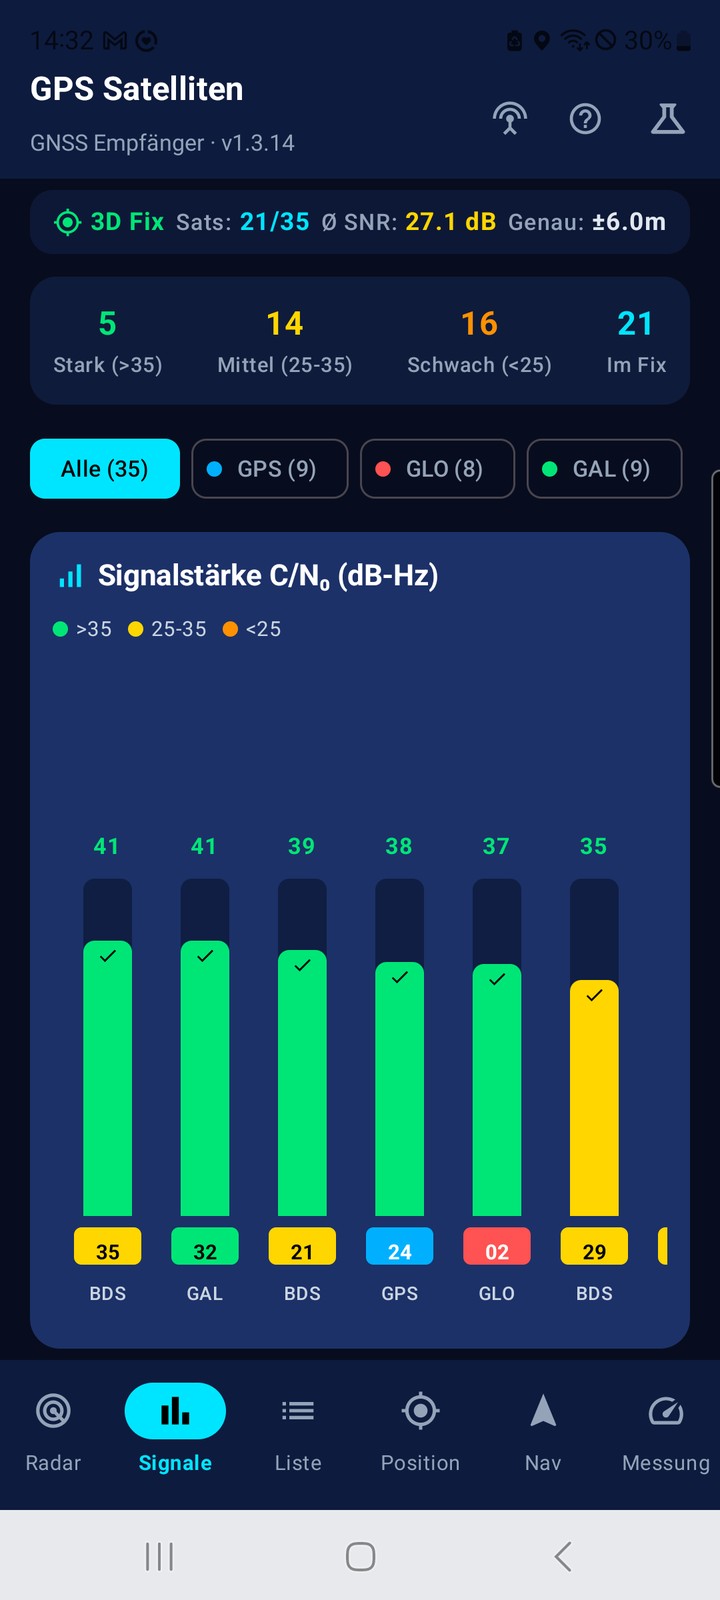 14:32 30%
GPS Satelliten
GNSS Empfänger · v1.3.14
3D Fix Sats: 21/35 Ø SNR: 27.1 dB Genau: ±6.0m
5 14 16 21
Stark (>35) Mittel (25-35) Schwach (<25) Im Fix
Alle (35) GPS (9) GLO (8) GAL (9)
Signalstärke C/N₀ (dB-Hz)
>35 25-35 <25
41 41 39 38 37 35
35 32 21 24 02 29
BDS GAL BDS GPS GLO BDS
Radar Signale Liste Position Nav Messung